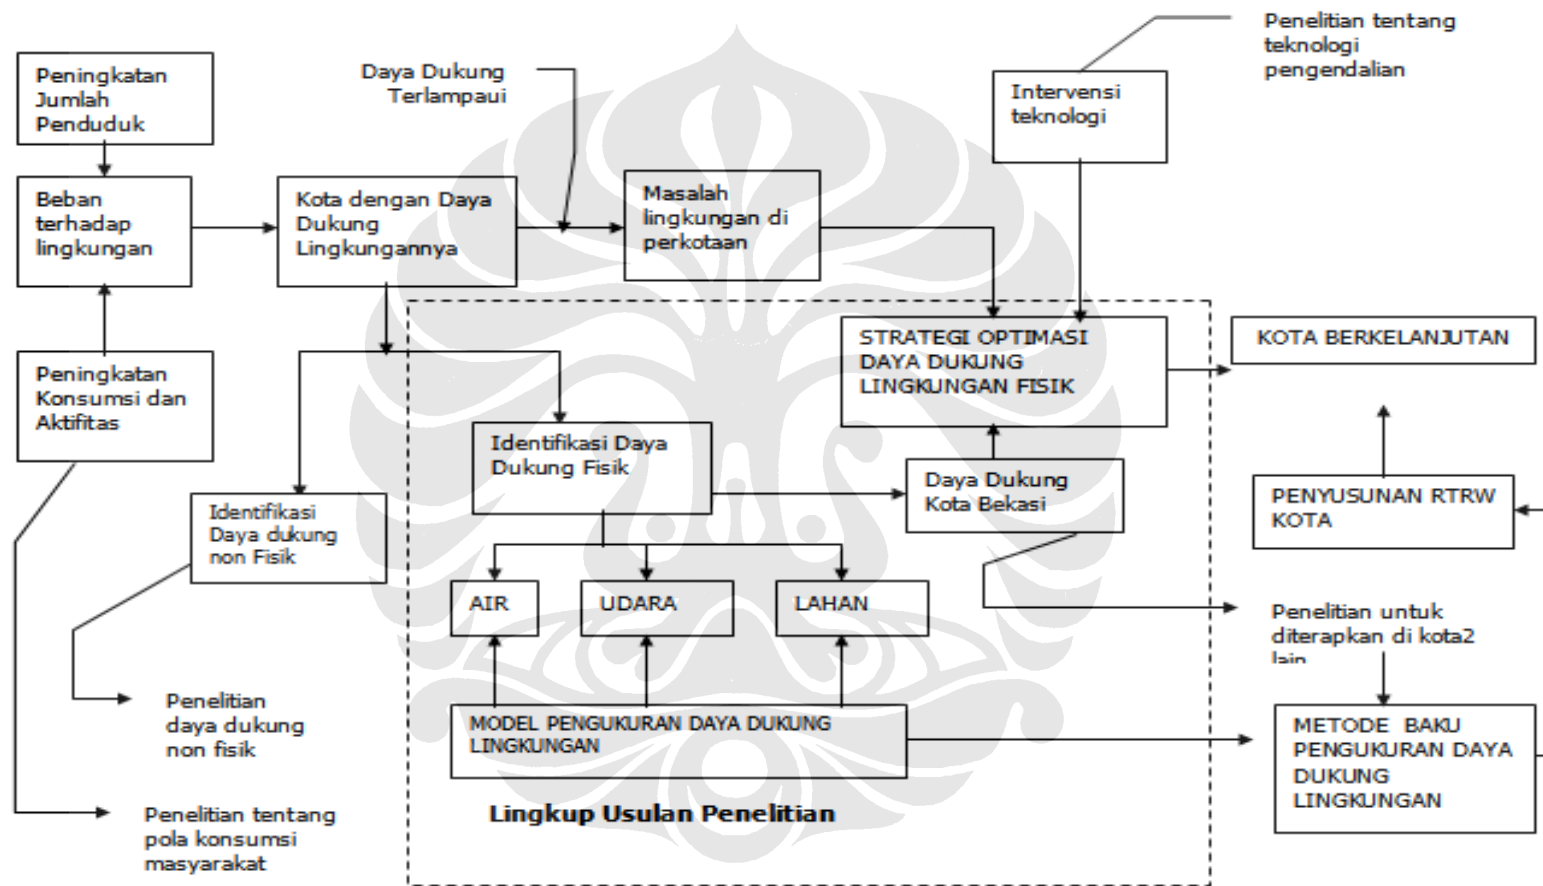 Penelitian tentang
teknologi
pengendalian
Peningkatan
Jumlah
Penduduk
Daya Dukung
Terlampaui
Intervensi
teknologi
Beban
terhadap
lingkungan
Kota dengan Daya
Dukung
Lingkungannya
Masalah
lingkungan di
perkotaan
STRATEGI OPTIMASI
DAYA DUKUNG
LINGKUNGAN FISIK
KOTA BERKELANJUTAN
Peningkatan
Konsumsi dan
Aktifitas
Identifikasi Daya
Dukung Fisik
Daya Dukung
Kota Bekasi
PENYUSUNAN RTRW
KOTA
Identifikasi
Daya dukung
non Fisik
AIR
UDARA
LAHAN
Penelitian untuk
diterapkan di kota2
lain
Penelitian
daya dukung
non fisik
MODEL PENGUKURAN DAYA DUKUNG
LINGKUNGAN
METODE BAKU
PENGUKURAN DAYA
DUKUNG
LINGKUNGAN
Lingkup Usulan Penelitian
Penelitian tentang
pola konsumsi
masyarakat